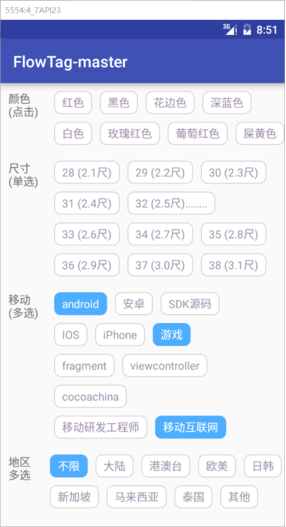 5554:4_7API23
3G 8:51
FlowTag-master
颜色 红色 黑色 花边色 深蓝色
(点击)
白色 玫瑰红色 葡萄红色 屎黄色
尺寸 28 (2.1尺) 29 (2.2尺) 30 (2.3尺)
(单选)
31 (2.4尺) 32 (2.5尺)........
33 (2.6尺) 34 (2.7尺) 35 (2.8尺)
36 (2.9尺) 37 (3.0尺) 38 (3.1尺)
移动 android 安卓 SDK源码
(多选)
IOS iPhone 游戏
fragment viewcontroller
cocoachina
移动研发工程师 移动互联网
地区 不限 大陆 港澳台 欧美 日韩
多选
新加坡 马来西亚 泰国 其他